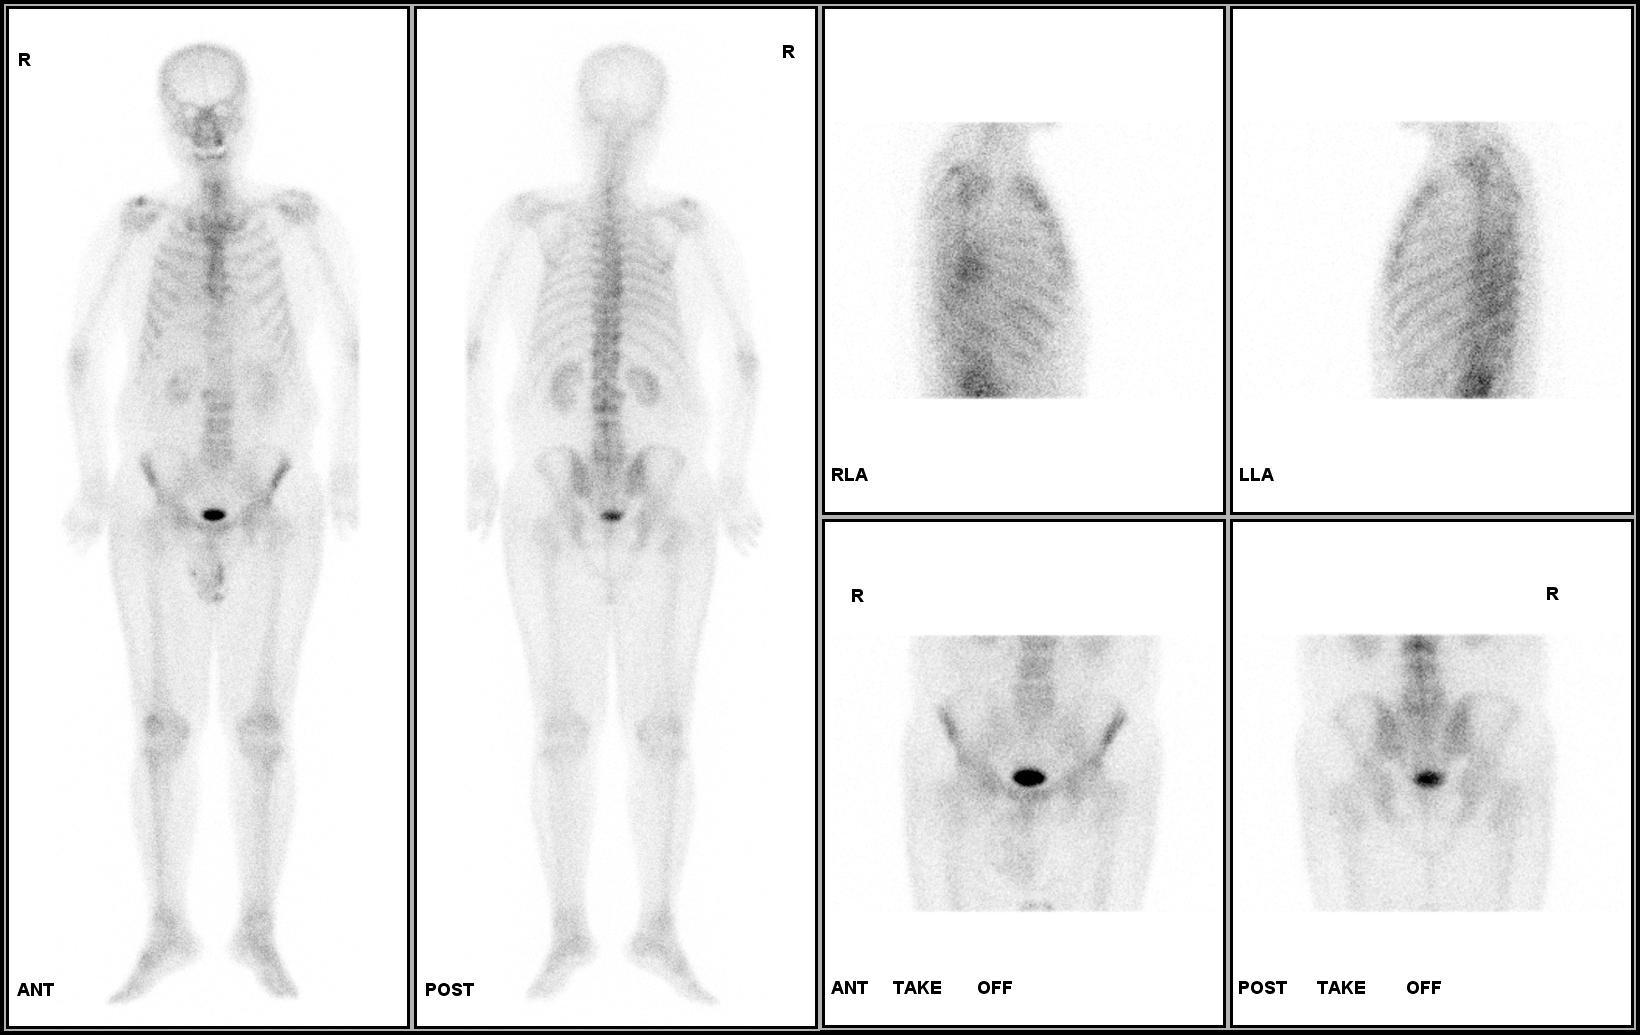 R
ANT
R
POST
RLA
LLA
R
ANT TAKE OFF
R
POST TAKE OFF